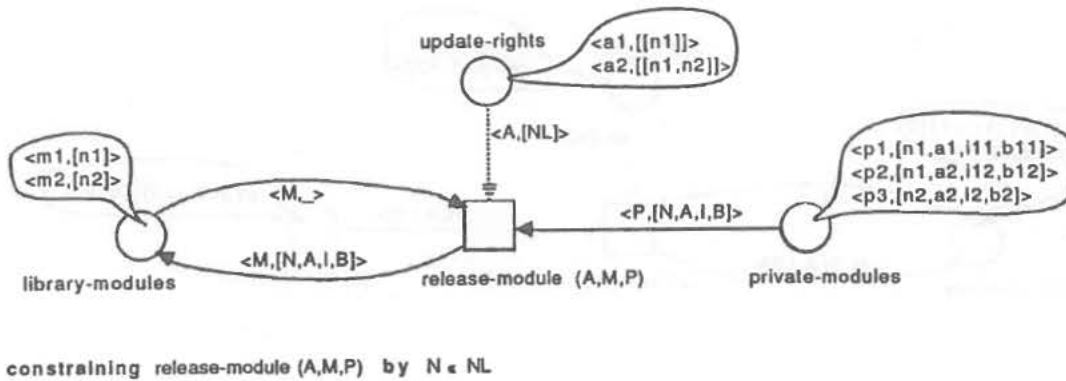 update-rights
<a1,[[n1]]>
<a2,[[n1,n2]]>
<A,[NL]>
<m1,[n1]>
<m2,[n2]>
<M,_>
<p1,[n1,a1,i11,b11]>
<p2,[n1,a2,i12,b12]>
<p3,[n2,a2,i2,b2]>
<P,[N,A,I,B]>
<M,[N,A,I,B]>
library-modules
release-module (A,M,P)
private-modules
constraining release-module (A,M,P) by N ε NL